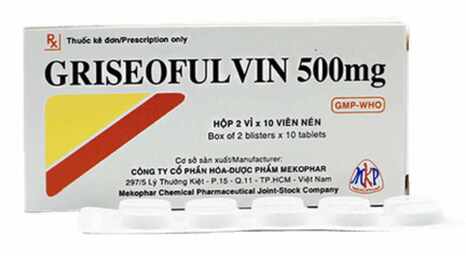 Rx Thuốc kê đơn/Prescription only
GRISEOFULVIN 500mg
GMP-WHO
HỘP 2 VỈ x 10 VIÊN NÉN
Box of 2 blisters x 10 tablets
Cơ sở sản xuất/Manufacturer:
CÔNG TY CỔ PHẦN HÓA-DƯỢC PHẨM MEKOPHAR
297/5 Lý Thường Kiệt - P.15 - Q.11 - TP.HCM - Việt Nam
Mekophar Chemical Pharmaceutical Joint-Stock Company
MKP